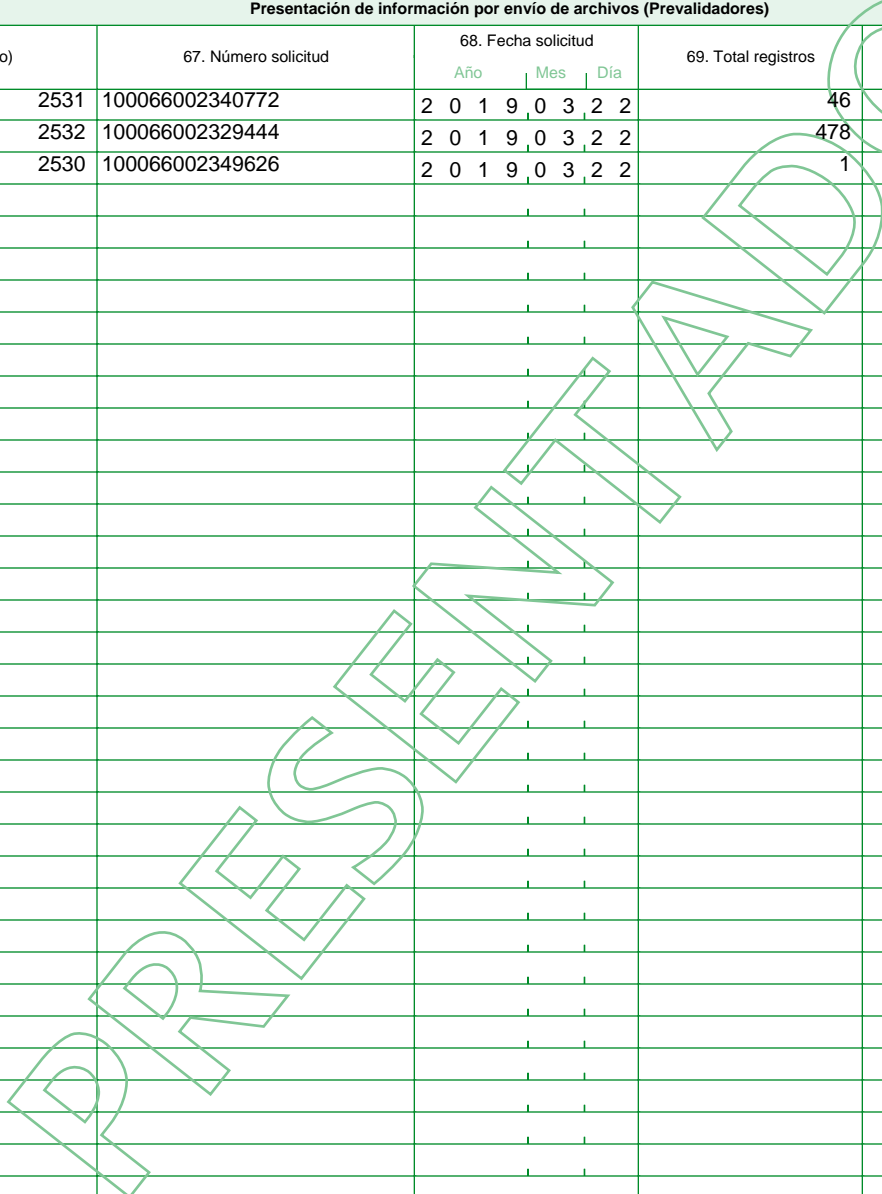 Presentación de información por envío de archivos (Prevalidadores)
o) 67. Número solicitud 68. Fecha solicitud 69. Total registros
Año Mes Día
2531 100066002340772 2 0 1 9 0 3 2 2 46
2532 100066002329444 2 0 1 9 0 3 2 2 478
2530 100066002349626 2 0 1 9 0 3 2 2 1
PRESENTADO